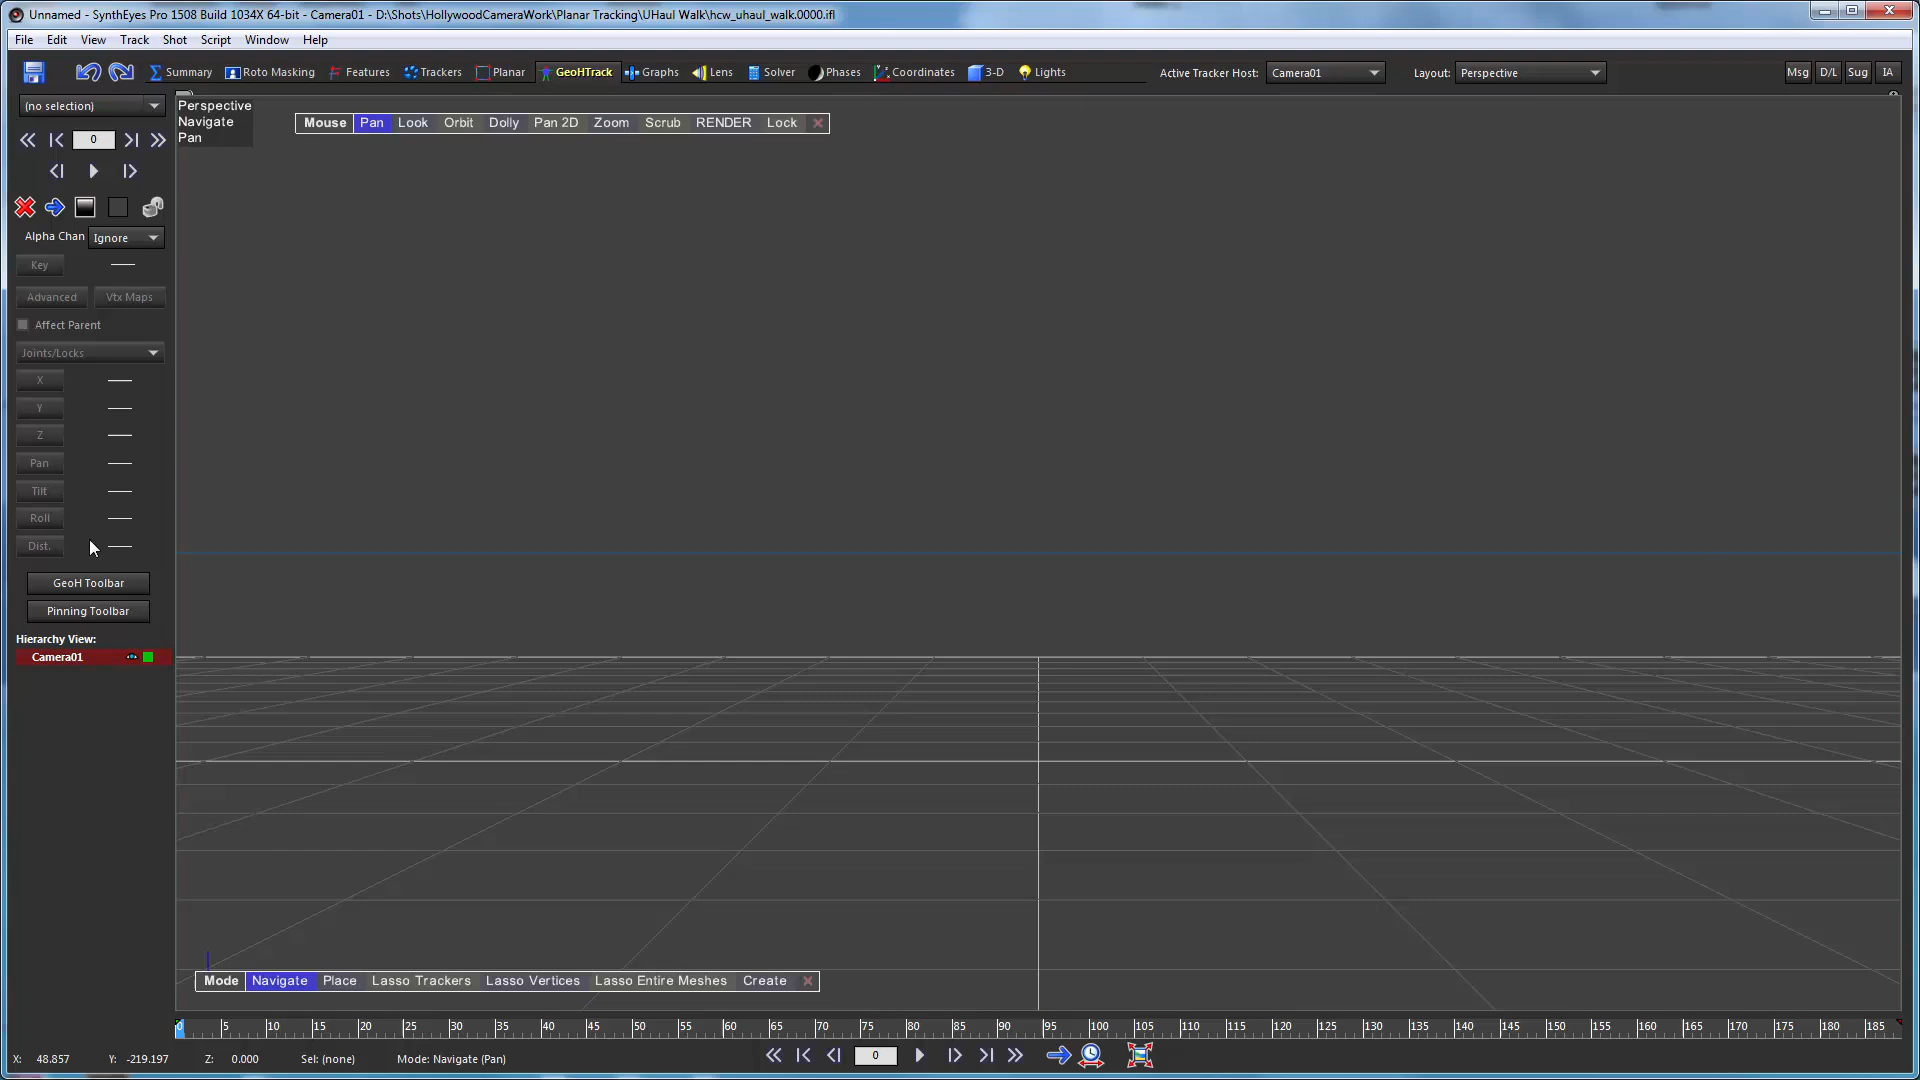 Unnamed - SynthEyes Pro 1508 Build 1034X 64-bit - Camera01 - D:\Shots\HollywoodCameraWork\Planar Tracking\UHaul Walk\hcw_uhaul_walk.0000.ifl
File Edit View Track Shot Script Window Help
Summary Roto Masking Features Trackers Planar GeoHTrack Graphs Lens Solver Phases Coordinates 3-D Lights Active Tracker Host: Camera01 Layout: Perspective Msg D/L Sug IA
(no selection)
Perspective
Navigate
Pan
Mouse Pan Look Orbit Dolly Pan 2D Zoom Scrub RENDER Lock
0
Alpha Chan Ignore
Key
Advanced Vtx Maps
Affect Parent
Joints/Locks
X
Y
Z
Pan
Tilt
Roll
Dist.
GeoH Toolbar
Pinning Toolbar
Hierarchy View:
Camera01
Mode Navigate Place Lasso Trackers Lasso Vertices Lasso Entire Meshes Create
0 5 10 15 20 25 30 35 40 45 50 55 60 65 70 75 80 85 90 95 100 105 110 115 120 125 130 135 140 145 150 155 160 165 170 175 180 185
X: 48.857 Y: -219.197 Z: 0.000 Sel: (none) Mode: Navigate (Pan) 0